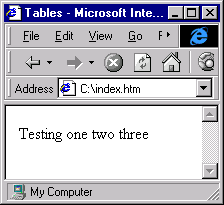 Tables - Microsoft Inte...
File Edit View Go F
Address C:\index.htm
Testing one two three
My Computer